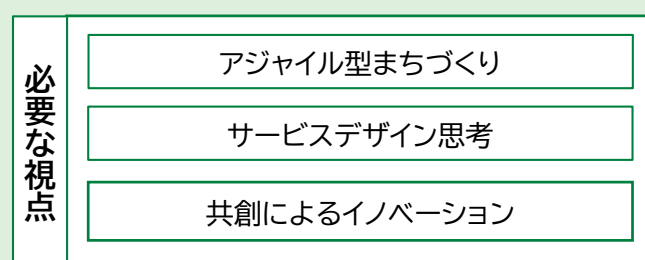 必要な視点
アジャイル型まちづくり
サービスデザイン思考
共創によるイノベーション